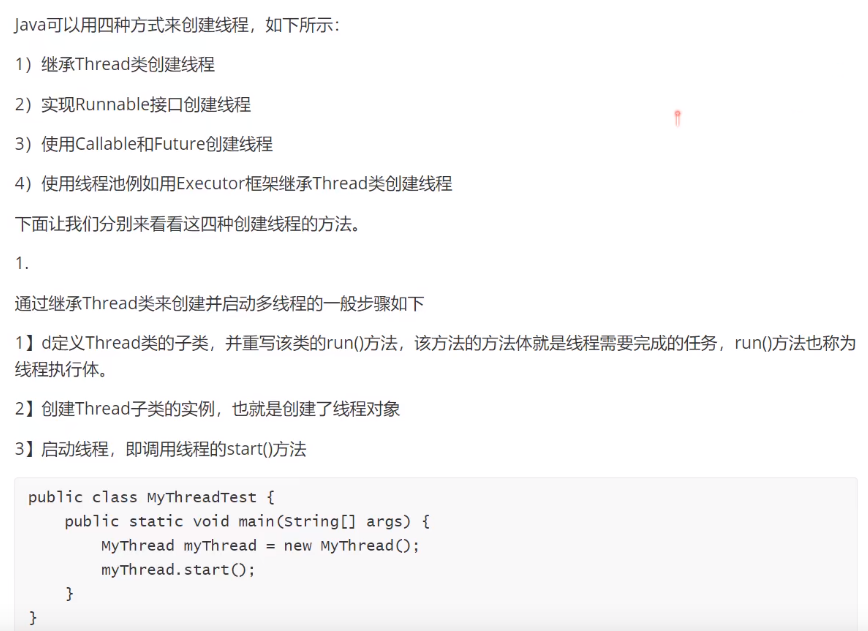 Java可以用四种方式来创建线程，如下所示：
1）继承Thread类创建线程
2）实现Runnable接口创建线程
3）使用Callable和Future创建线程
4）使用线程池例如用Executor框架继承Thread类创建线程
下面让我们分别来看看这四种创建线程的方法。
1.
通过继承Thread类来创建并启动多线程的一般步骤如下
1】d定义Thread类的子类，并重写该类的run()方法，该方法的方法体就是线程需要完成的任务，run()方法也称为
线程执行体。
2】创建Thread子类的实例，也就是创建了线程对象
3】启动线程，即调用线程的start()方法
public class MyThreadTest {
    public static void main(String[] args) {
        MyThread myThread = new MyThread();
        myThread.start();
    }
}